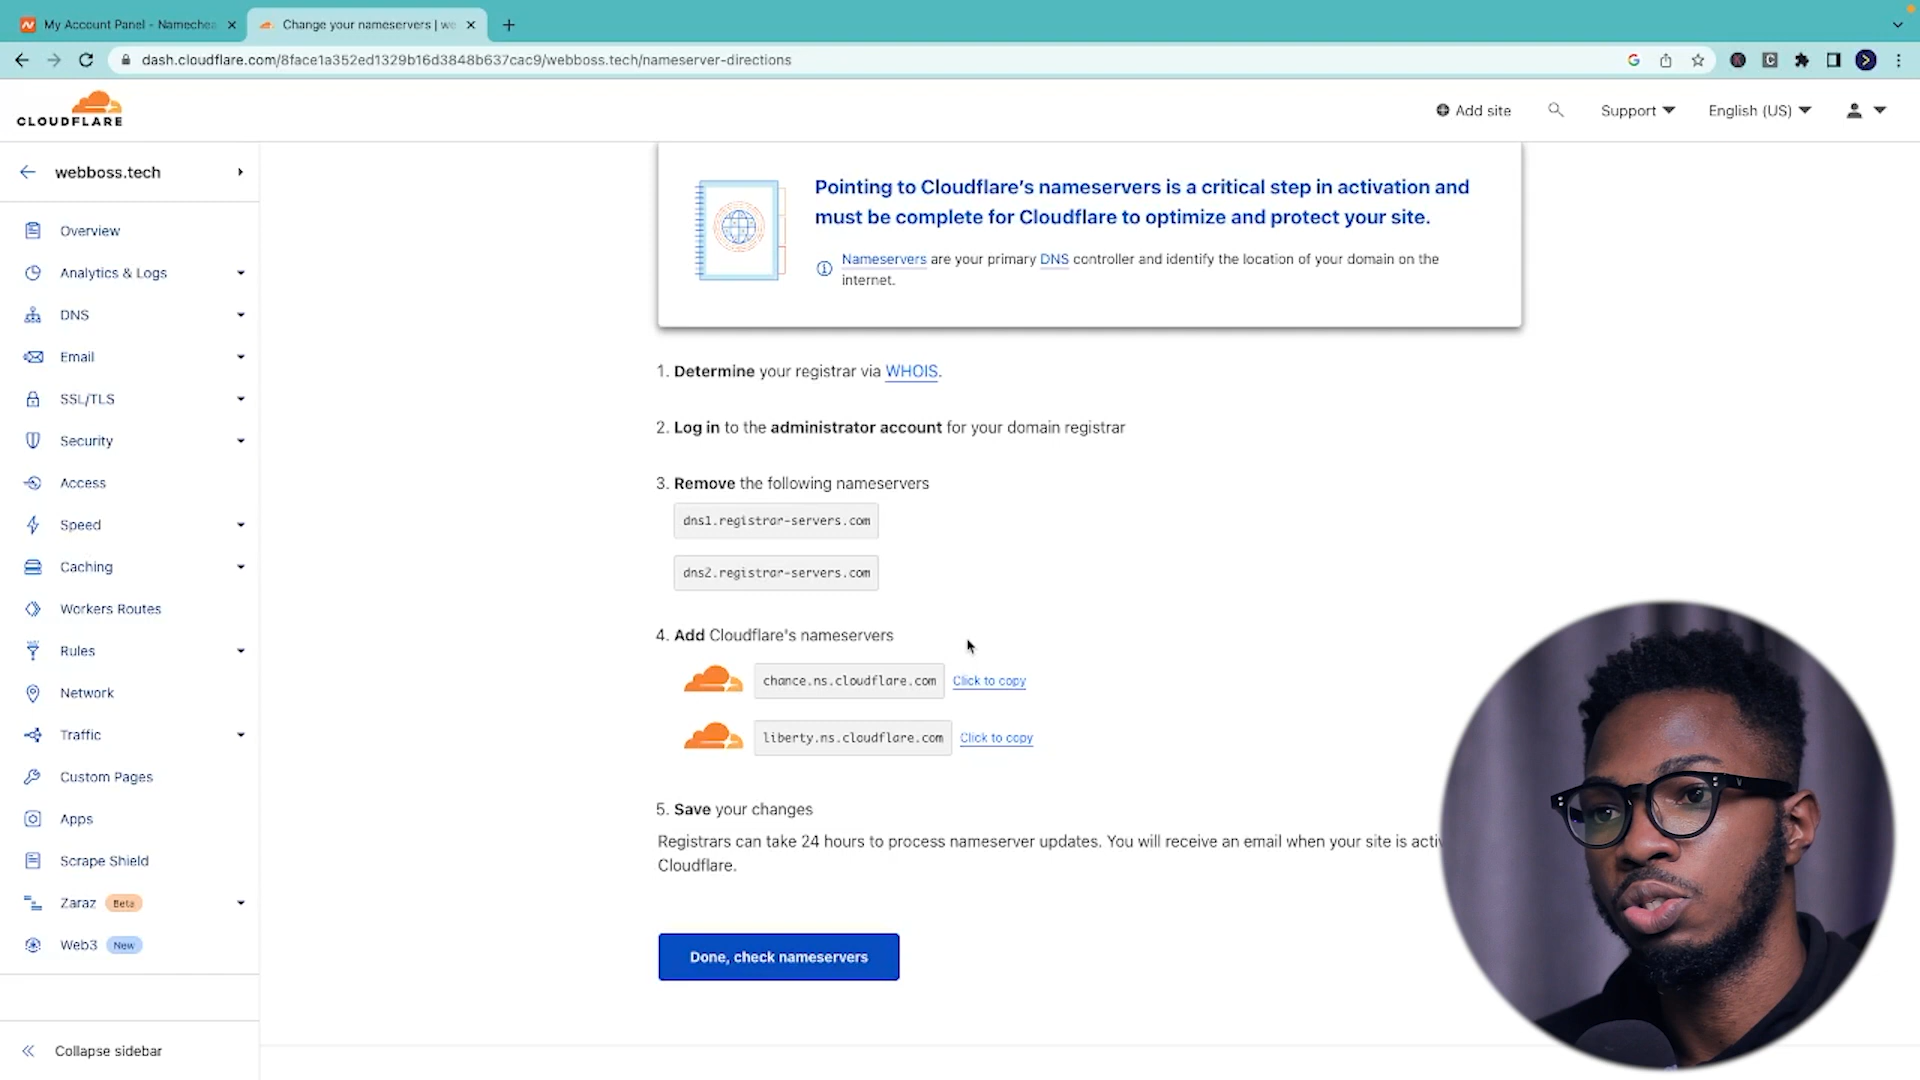 My Account Panel - Namechea
Change your nameservers | we
dash.cloudflare.com/8face1a352ed1329b16d3848b637cac9/webboss.tech/nameserver-directions
CLOUDFLARE
Add site
Support
English (US)
webboss.tech
Overview
Analytics & Logs
DNS
Email
SSL/TLS
Security
Access
Speed
Caching
Workers Routes
Rules
Network
Traffic
Custom Pages
Apps
Scrape Shield
Zaraz Beta
Web3 New
Collapse sidebar
Pointing to Cloudflare's nameservers is a critical step in activation and
must be complete for Cloudflare to optimize and protect your site.
Nameservers are your primary DNS controller and identify the location of your domain on the
internet.
1. Determine your registrar via WHOIS.
2. Log in to the administrator account for your domain registrar
3. Remove the following nameservers
dns1.registrar-servers.com
dns2.registrar-servers.com
4. Add Cloudflare's nameservers
chance.ns.cloudflare.com Click to copy
liberty.ns.cloudflare.com Click to copy
5. Save your changes
Registrars can take 24 hours to process nameserver updates. You will receive an email when your site is activ
Cloudflare.
Done, check nameservers